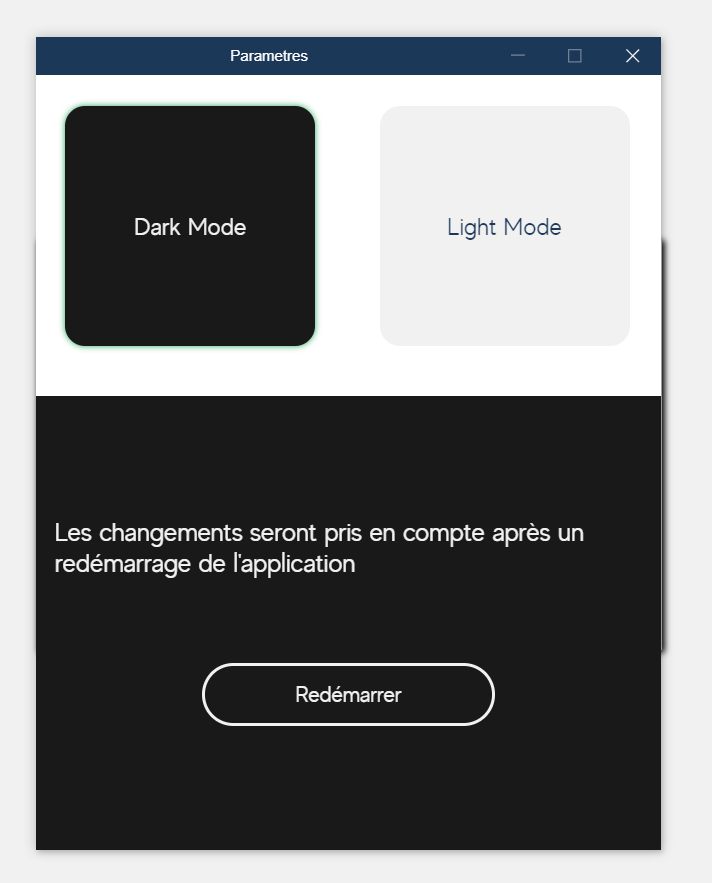 Parametres
Dark Mode
Light Mode
Les changements seront pris en compte après un
redémarrage de l'application
Redémarrer